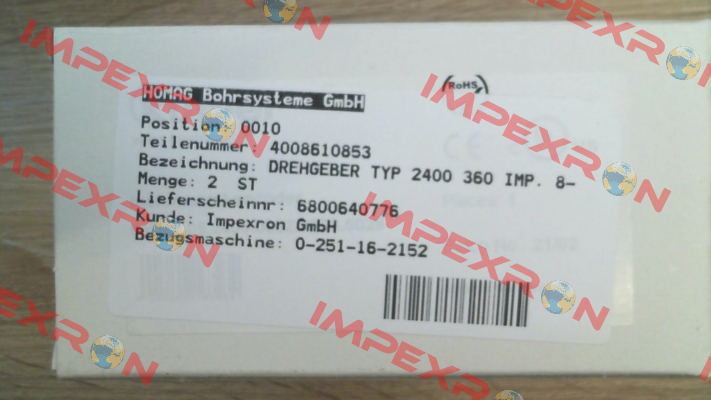 IMPEXRON
HOMAG Bohrsysteme GmbH
RoHS
Position: 0010
Teilenummer: 4008610853
Bezeichnung: DREHGEBER TYP 2400 360 IMP. 8-
Menge: 2 ST
Lieferscheinnr: 6800640776
Kunde: Impexron GmbH
Bezugsmaschine: 0-251-16-2152
IMPEXRON
IMPEXRON
IMPEXRON
IMPEXRON
IMPEXRON